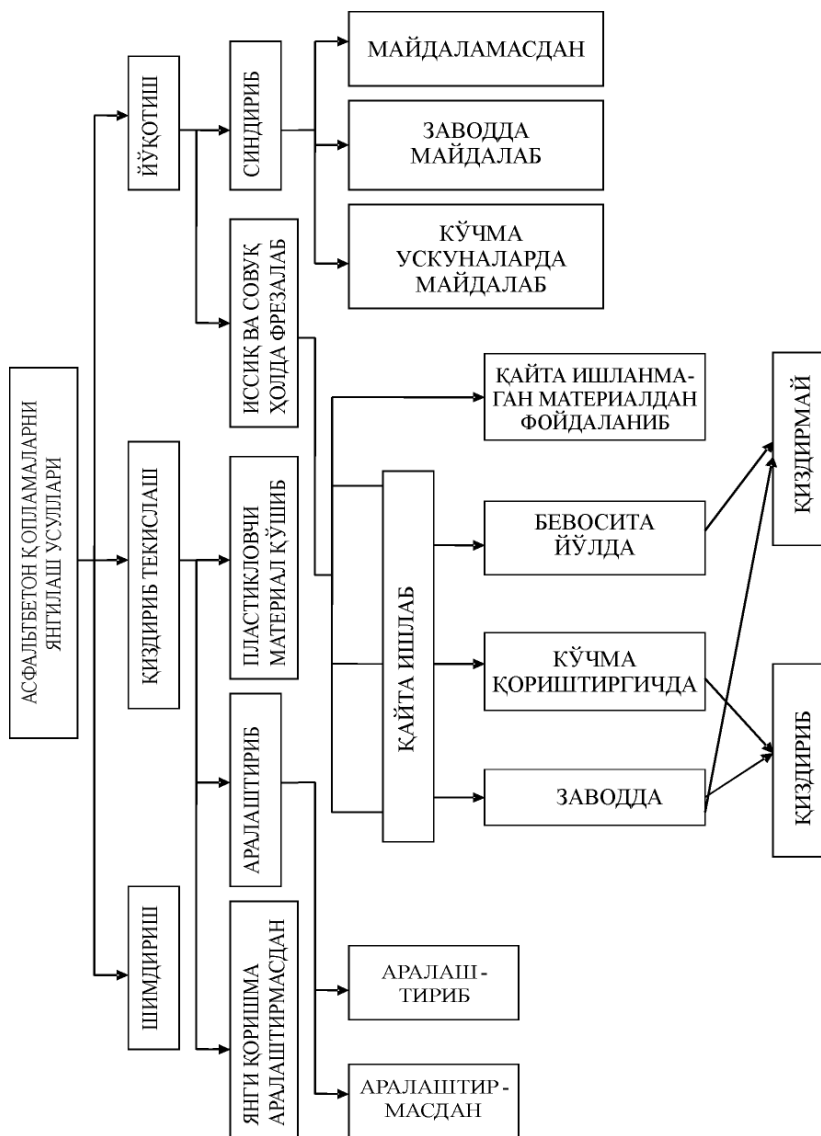 АСФАЛЬТБЕТОН ҚОПЛАМАЛАРНИ
ЯНГИЛАШ УСУЛЛАРИ
ЙЎҚОТИШ
ҚИЗДИРИБ ТЕКИСЛАШ
ШИМДИРИШ
СИНДИРИБ
ИССИҚ ВА СОВУҚ
ҲОЛДА ФРЕЗАЛАБ
ПЛАСТИКЛОВЧИ
МАТЕРИАЛ ҚЎШИБ
АРАЛАШТИРИБ
ЯНГИ ҚОРИШМА
АРАЛАШТИРМАСДАН
МАЙДАЛАМАСДАН
ЗАВОДДА
МАЙДАЛАБ
КЎЧМА
УСКУНАЛАРДА
МАЙДАЛАБ
ҚАЙТА ИШЛАБ
АРАЛАШ-
ТИРИБ
АРАЛАШТИР-
МАСДАН
ҚАЙТА ИШЛАНМА-
ГАН МАТЕРИАЛДАН
ФОЙДАЛАНИБ
БЕВОСИТА
ЙЎЛДА
КЎЧМА
ҚОРИШТИРГИЧДА
ЗАВОДДА
ҚИЗДИРМАЙ
ҚИЗДИРИБ